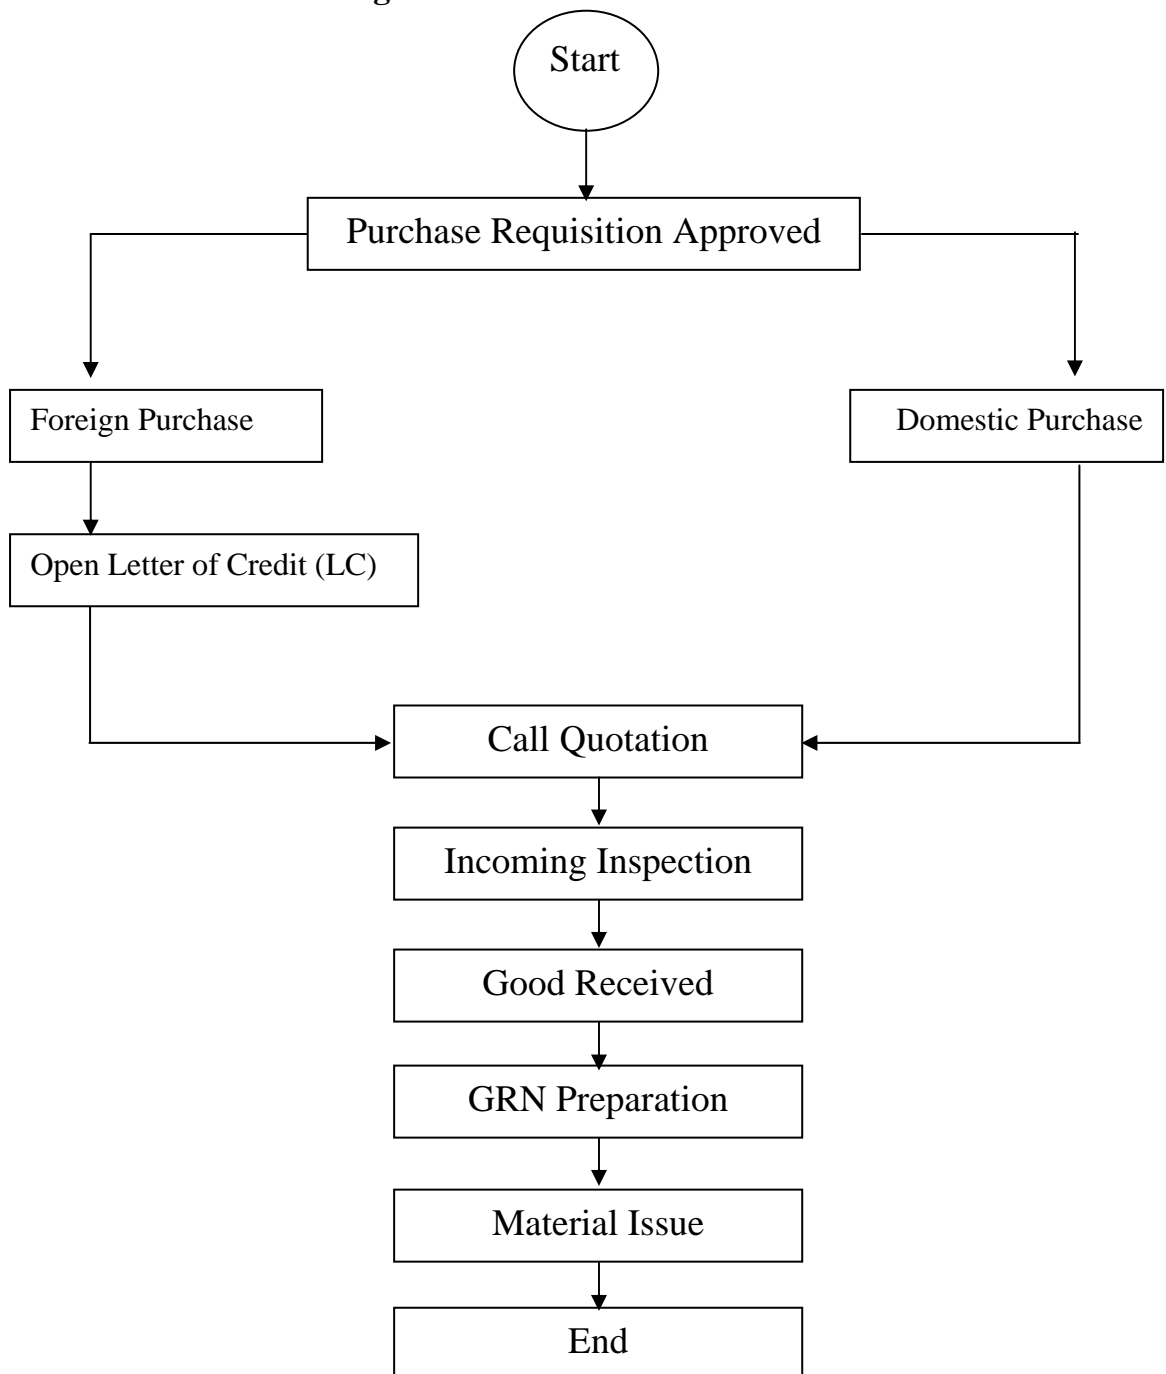 Start
Purchase Requisition Approved
Foreign Purchase
Domestic Purchase
Open Letter of Credit (LC)
Call Quotation
Incoming Inspection
Good Received
GRN Preparation
Material Issue
End